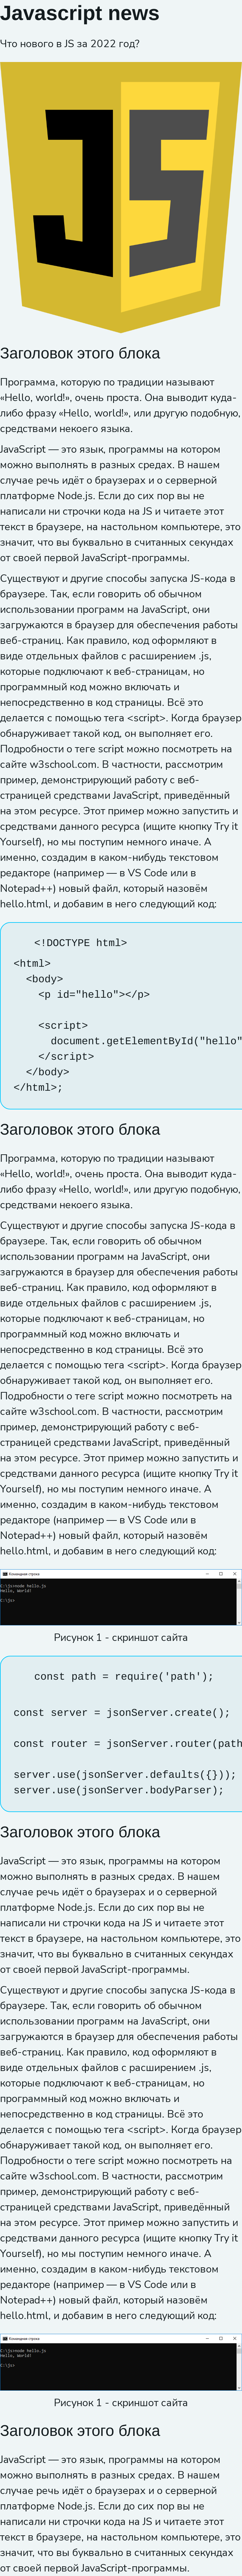 Javascript news
Что нового в JS за 2022 год?
JS
Заголовок этого блока
Программа, которую по традиции называют
«Hello, world!», очень проста. Она выводит куда-
либо фразу «Hello, world!», или другую подобную,
средствами некоего языка.
JavaScript — это язык, программы на котором
можно выполнять в разных средах. В нашем
случае речь идёт о браузерах и о серверной
платформе Node.js. Если до сих пор вы не
написали ни строчки кода на JS и читаете этот
текст в браузере, на настольном компьютере, это
значит, что вы буквально в считанных секундах
от своей первой JavaScript-программы.
Существуют и другие способы запуска JS-кода в
браузере. Так, если говорить об обычном
использовании программ на JavaScript, они
загружаются в браузер для обеспечения работы
веб-страниц. Как правило, код оформляют в
виде отдельных файлов с расширением .js,
которые подключают к веб-страницам, но
программный код можно включать и
непосредственно в код страницы. Всё это
делается с помощью тега <script>. Когда браузер
обнаруживает такой код, он выполняет его.
Подробности о теге script можно посмотреть на
сайте w3school.com. В частности, рассмотрим
пример, демонстрирующий работу с веб-
страницей средствами JavaScript, приведённый
на этом ресурсе. Этот пример можно запустить и
средствами данного ресурса (ищите кнопку Try it
Yourself), но мы поступим немного иначе. А
именно, создадим в каком-нибудь текстовом
редакторе (например — в VS Code или в
Notepad++) новый файл, который назовём
hello.html, и добавим в него следующий код:
<!DOCTYPE html>
<html>
<body>
<p id="hello"></p>
<script>
document.getElementById("hello"
</script>
</body>
</html>;
Заголовок этого блока
Программа, которую по традиции называют
«Hello, world!», очень проста. Она выводит куда-
либо фразу «Hello, world!», или другую подобную,
средствами некоего языка.
Существуют и другие способы запуска JS-кода в
браузере. Так, если говорить об обычном
использовании программ на JavaScript, они
загружаются в браузер для обеспечения работы
веб-страниц. Как правило, код оформляют в
виде отдельных файлов с расширением .js,
которые подключают к веб-страницам, но
программный код можно включать и
непосредственно в код страницы. Всё это
делается с помощью тега <script>. Когда браузер
обнаруживает такой код, он выполняет его.
Подробности о теге script можно посмотреть на
сайте w3school.com. В частности, рассмотрим
пример, демонстрирующий работу с веб-
страницей средствами JavaScript, приведённый
на этом ресурсе. Этот пример можно запустить и
средствами данного ресурса (ищите кнопку Try it
Yourself), но мы поступим немного иначе. А
именно, создадим в каком-нибудь текстовом
редакторе (например — в VS Code или в
Notepad++) новый файл, который назовём
hello.html, и добавим в него следующий код:
Командная строка
C:\js>node hello.js
Hello, World!
C:\js>
Рисунок 1 - скриншот сайта
const path = require('path');
const server = jsonServer.create();
const router = jsonServer.router(path
server.use(jsonServer.defaults({}));
server.use(jsonServer.bodyParser);
Заголовок этого блока
JavaScript — это язык, программы на котором
можно выполнять в разных средах. В нашем
случае речь идёт о браузерах и о серверной
платформе Node.js. Если до сих пор вы не
написали ни строчки кода на JS и читаете этот
текст в браузере, на настольном компьютере, это
значит, что вы буквально в считанных секундах
от своей первой JavaScript-программы.
Существуют и другие способы запуска JS-кода в
браузере. Так, если говорить об обычном
использовании программ на JavaScript, они
загружаются в браузер для обеспечения работы
веб-страниц. Как правило, код оформляют в
виде отдельных файлов с расширением .js,
которые подключают к веб-страницам, но
программный код можно включать и
непосредственно в код страницы. Всё это
делается с помощью тега <script>. Когда браузер
обнаруживает такой код, он выполняет его.
Подробности о теге script можно посмотреть на
сайте w3school.com. В частности, рассмотрим
пример, демонстрирующий работу с веб-
страницей средствами JavaScript, приведённый
на этом ресурсе. Этот пример можно запустить и
средствами данного ресурса (ищите кнопку Try it
Yourself), но мы поступим немного иначе. А
именно, создадим в каком-нибудь текстовом
редакторе (например — в VS Code или в
Notepad++) новый файл, который назовём
hello.html, и добавим в него следующий код:
Командная строка
C:\js>node hello.js
Hello, World!
C:\js>
Рисунок 1 - скриншот сайта
Заголовок этого блока
JavaScript — это язык, программы на котором
можно выполнять в разных средах. В нашем
случае речь идёт о браузерах и о серверной
платформе Node.js. Если до сих пор вы не
написали ни строчки кода на JS и читаете этот
текст в браузере, на настольном компьютере, это
значит, что вы буквально в считанных секундах
от своей первой JavaScript-программы.